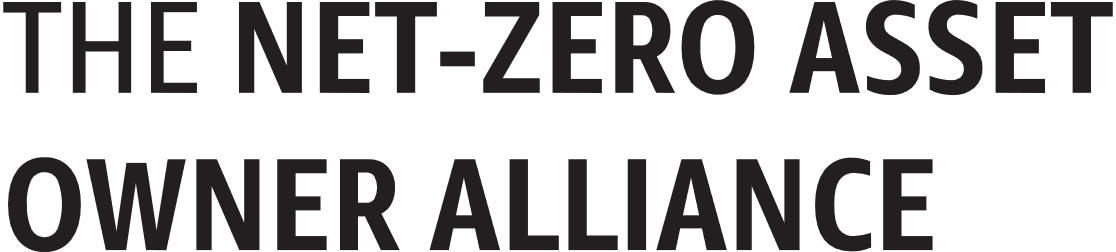 THE NET-ZERO ASSET
OWNER ALLIANCE